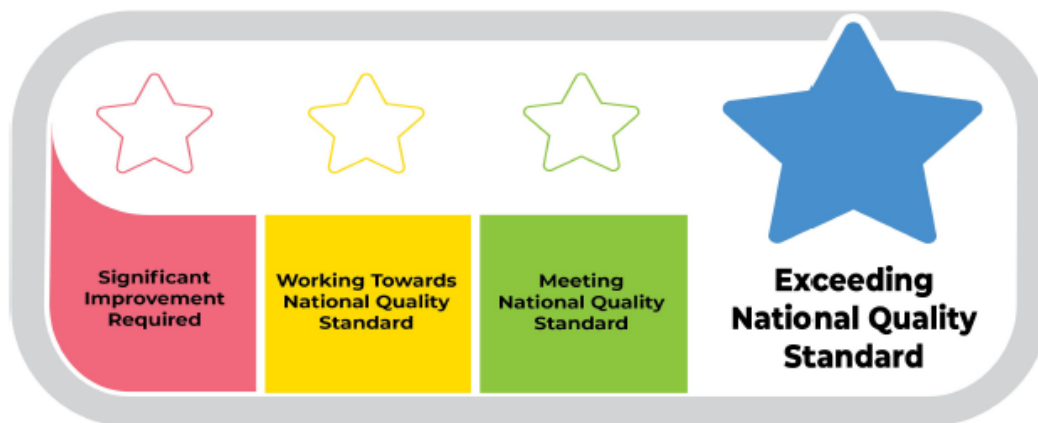 Significant
Improvement
Required
Working Towards
National Quality
Standard
Meeting
National Quality
Standard
Exceeding
National Quality
Standard